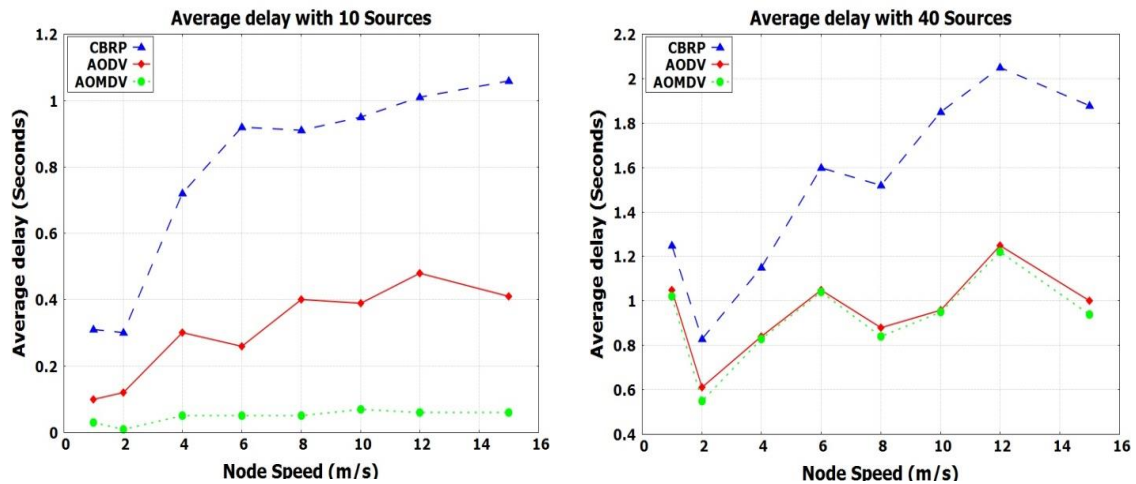 Average delay with 10 Sources
CBRP
AODV
AOMDV
Average delay (Seconds)
1.2
1
0.8
0.6
0.4
0.2
0
0 2 4 6 8 10 12 14 16
Node Speed (m/s)
Average delay with 40 Sources
CBRP
AODV
AOMDV
Average delay (Seconds)
2.2
2
1.8
1.6
1.4
1.2
1
0.8
0.6
0.4
0 2 4 6 8 10 12 14 16
Node Speed (m/s)